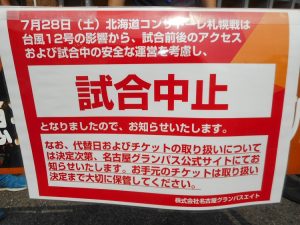 7月28日（土）北海道コンサドーレ札幌戦は
台風12号の影響から、試合前後のアクセス
および試合中の安全な運営を考慮し、
試合中止
となりましたので、お知らせいたします。
なお、代替日およびチケットの取り扱いについて
は決定次第、名古屋グランパス公式サイトにてお
知らせいたします。お手元のチケットは取り扱い
決定まで大切に保管してください。
株式会社名古屋グランパスエイト